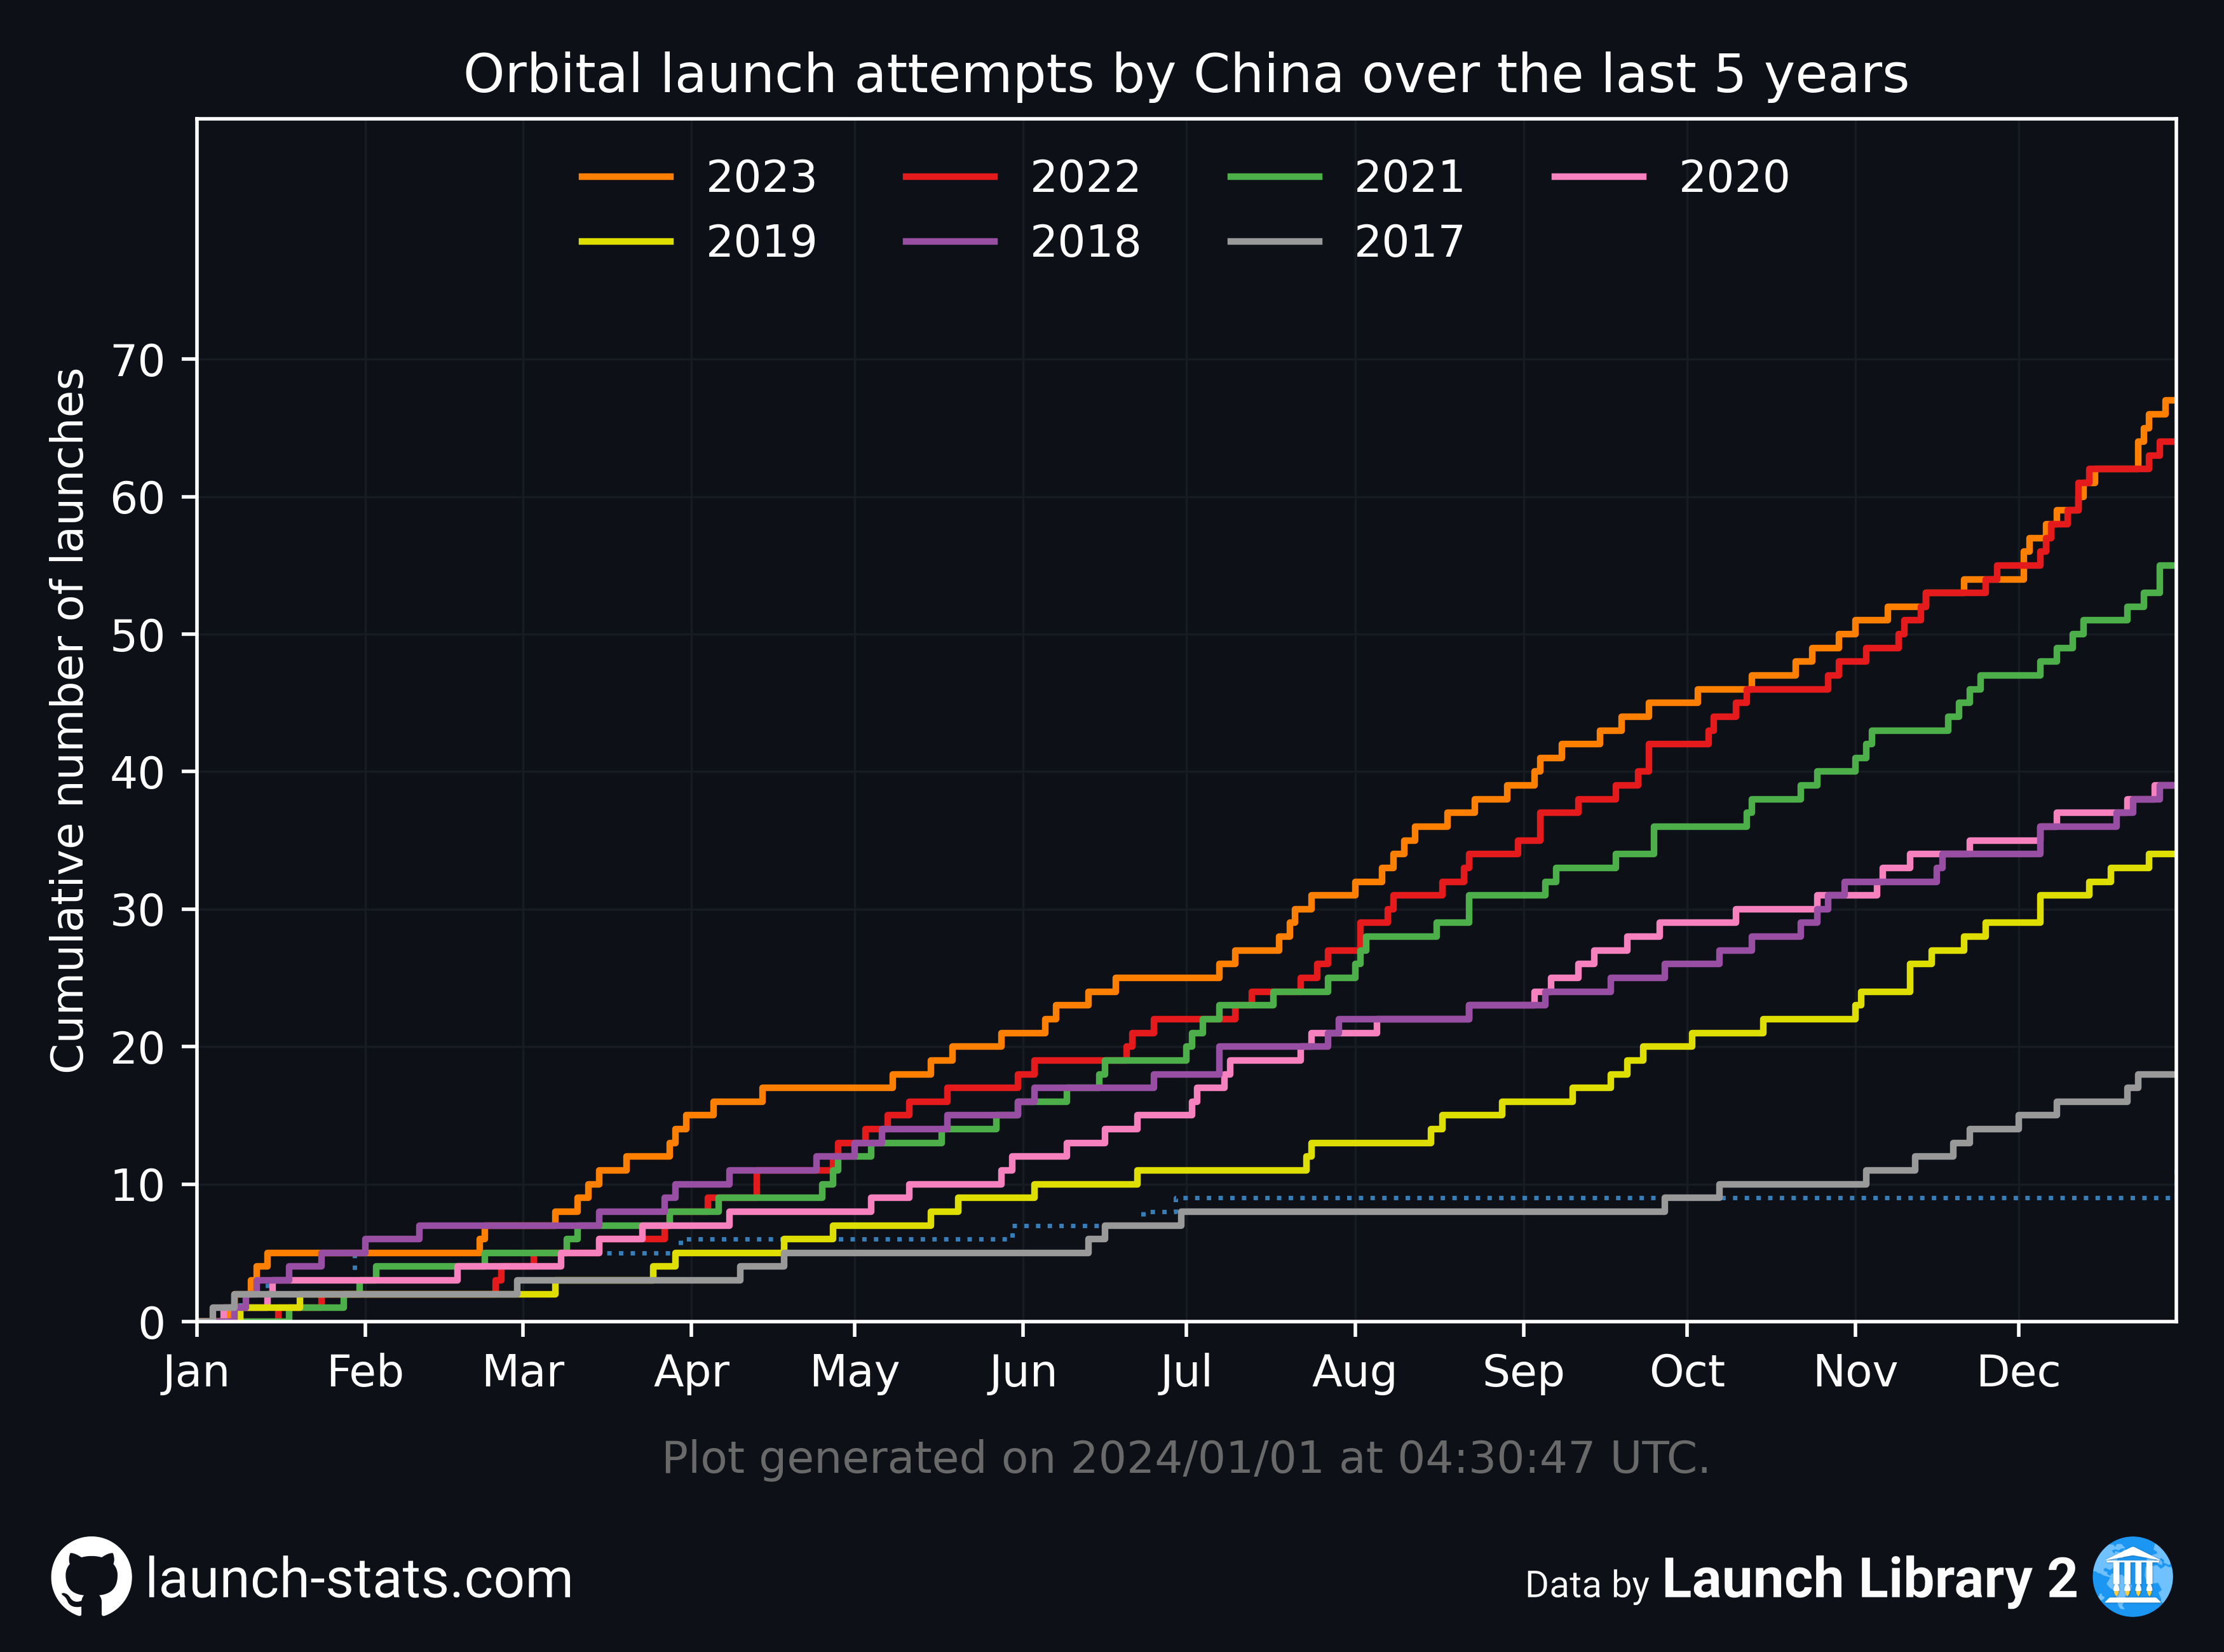 Orbital launch attempts by China over the last 5 years
2023 2022 2021 2020
2019 2018 2017
Cumulative number of launches
70
60
50
40
30
20
10
0
Jan Feb Mar Apr May Jun Jul Aug Sep Oct Nov Dec
Plot generated on 2024/01/01 at 04:30:47 UTC.
launch-stats.com
Data by Launch Library 2